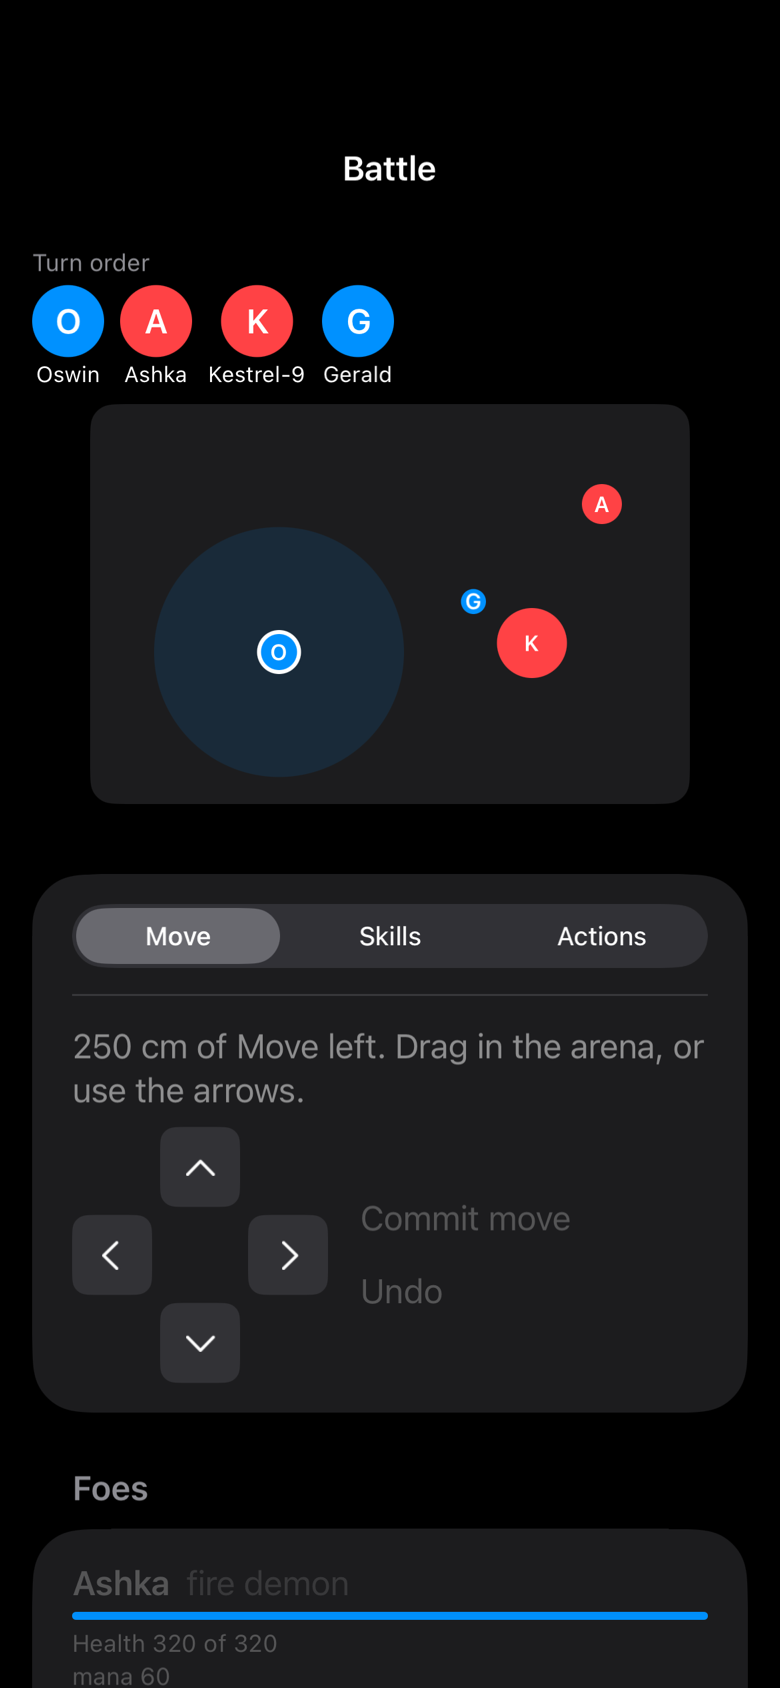 Battle
Turn order
O A K G
Oswin Ashka Kestrel-9 Gerald
A
G
K
O
Move Skills Actions
250 cm of Move left. Drag in the arena, or
use the arrows.
Commit move
Undo
Foes
Ashka fire demon
Health 320 of 320
mana 60